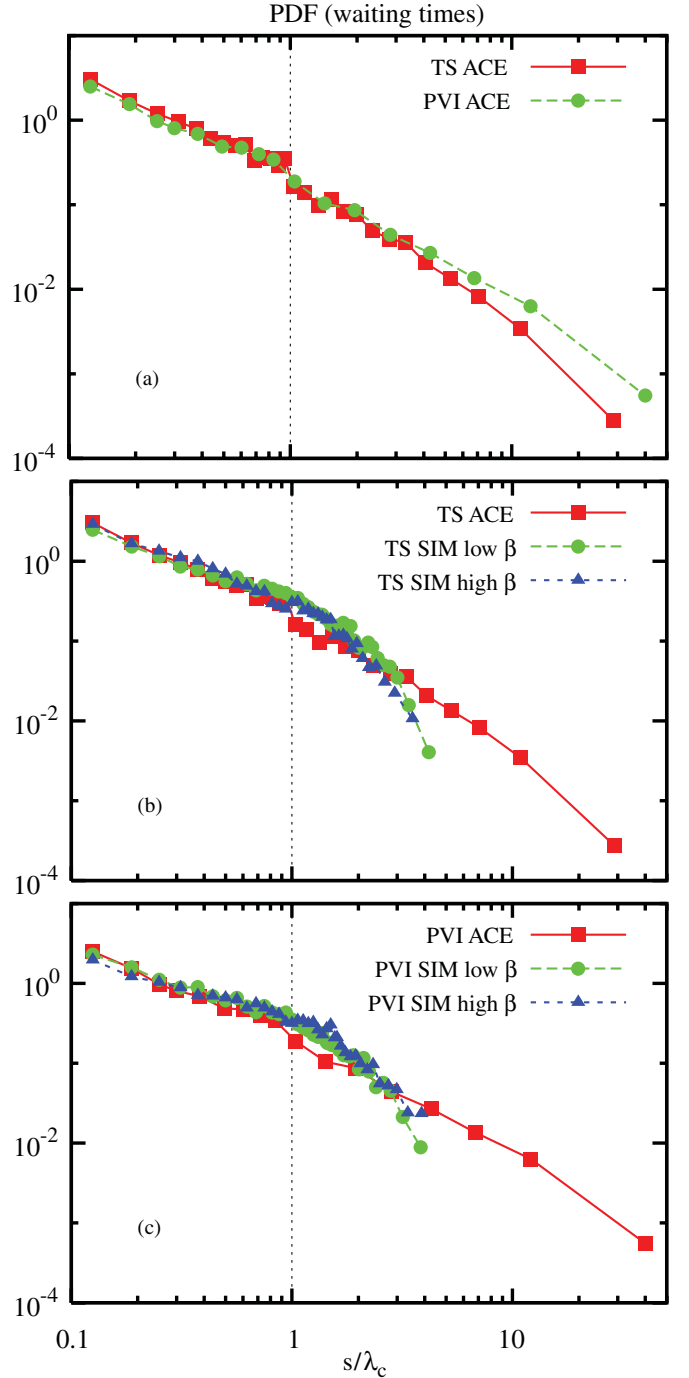 PDF (waiting times)
TS ACE
PVI ACE
10^0
10^-2
(a)
10^-4
TS ACE
TS SIM low β
TS SIM high β
10^0
10^-2
(b)
10^-4
PVI ACE
PVI SIM low β
PVI SIM high β
10^0
10^-2
(c)
10^-4
0.1 1 10
s/λ_c